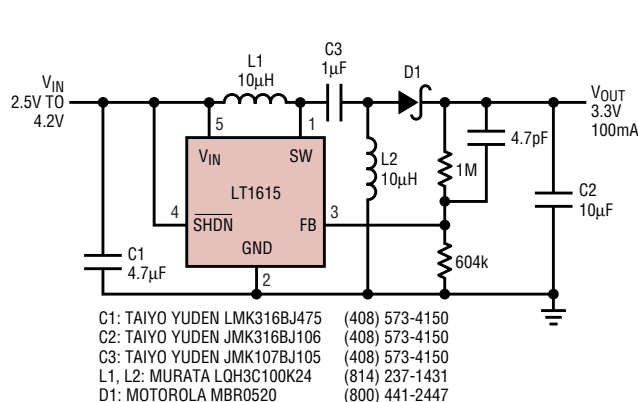 L1
10µH
C3
1µF
D1
VIN
2.5V TO
4.2V
VOUT
3.3V
100mA
5
1
4.7pF
VIN
SW
L2
10µH
1M
LT1615
C2
10µF
4
SHDN
FB
3
GND
C1
4.7µF
604k
2
C1: TAIYO YUDEN LMK316BJ475 (408) 573-4150
C2: TAIYO YUDEN JMK316BJ106 (408) 573-4150
C3: TAIYO YUDEN JMK107BJ105 (408) 573-4150
L1, L2: MURATA LQH3C100K24 (814) 237-1431
D1: MOTOROLA MBR0520 (800) 441-2447